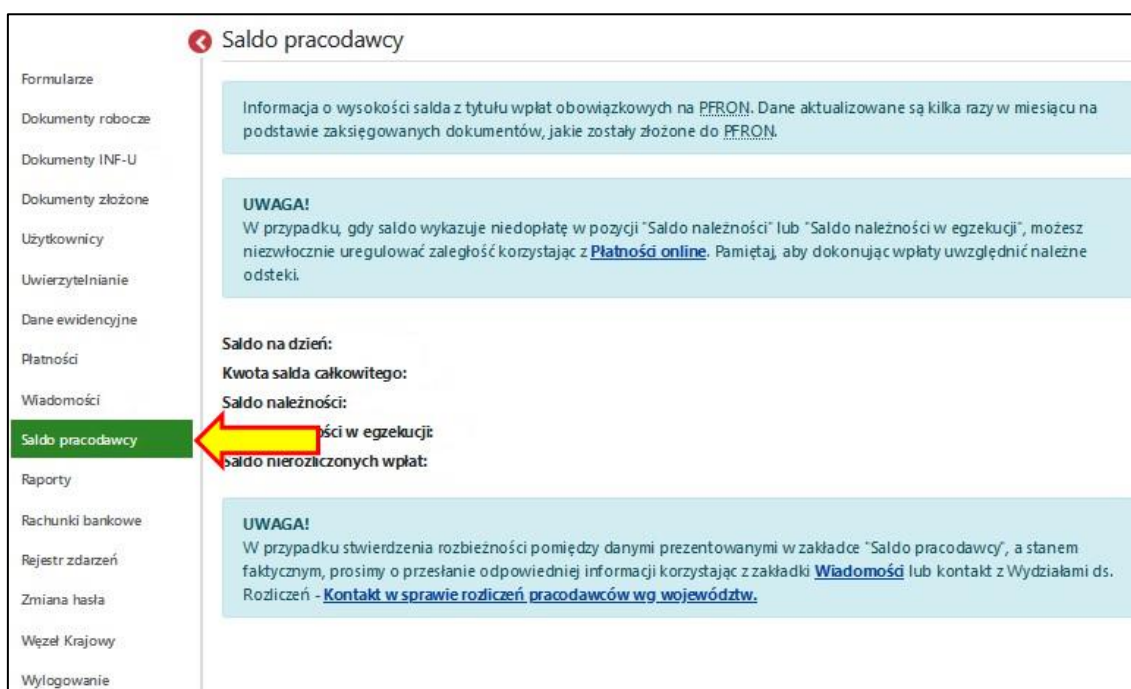 Saldo pracodawcy
Formularze
Dokumenty robocze
Dokumenty INF-U
Dokumenty złożone
Użytkownicy
Uwierzytelnianie
Dane ewidencyjne
Płatności
Wiadomości
Saldo pracodawcy
Raporty
Rachunki bankowe
Rejestr zdarzeń
Zmiana hasła
Węzeł Krajowy
Wylogowanie
Informacja o wysokości salda z tytułu wpłat obowiązkowych na PFRON. Dane aktualizowane są kilka razy w miesiącu na
podstawie zaksięgowanych dokumentów, jakie zostały złożone do PFRON.
UWAGA!
W przypadku, gdy saldo wykazuje niedopłatę w pozycji "Saldo należności" lub "Saldo należności w egzekucji", możesz
niezwłocznie uregulować zaległość korzystając z Płatności online. Pamiętaj, aby dokonując wpłaty uwzględnić należne
odsteki.
Saldo na dzień:
Kwota salda całkowitego:
Saldo należności:
ści w egzekucji:
Saldo nierozliczonych wpłat:
UWAGA!
W przypadku stwierdzenia rozbieżności pomiędzy danymi prezentowanymi w zakładce "Saldo pracodawcy", a stanem
faktycznym, prosimy o przesłanie odpowiedniej informacji korzystając z zakładki Wiadomości lub kontakt z Wydziałami ds.
Rozliczeń - Kontakt w sprawie rozliczeń pracodawców wg województw.